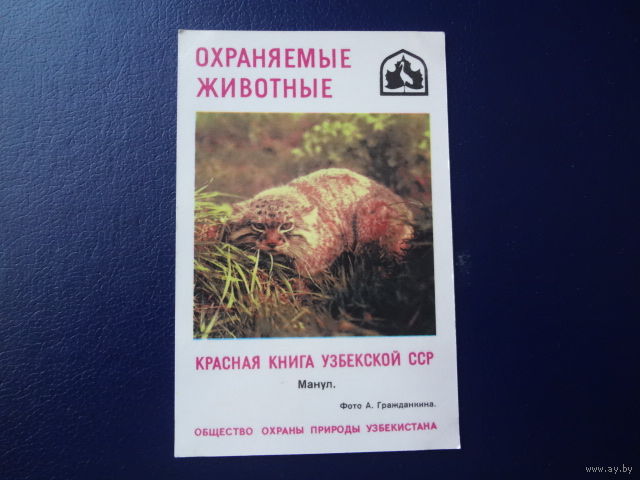 ОХРАНЯЕМЫЕ
ЖИВОТНЫЕ
КРАСНАЯ КНИГА УЗБЕКСКОЙ ССР
Манул.
Фото А. Гражданкина.
ОБЩЕСТВО ОХРАНЫ ПРИРОДЫ УЗБЕКИСТАНА
www.ay.by